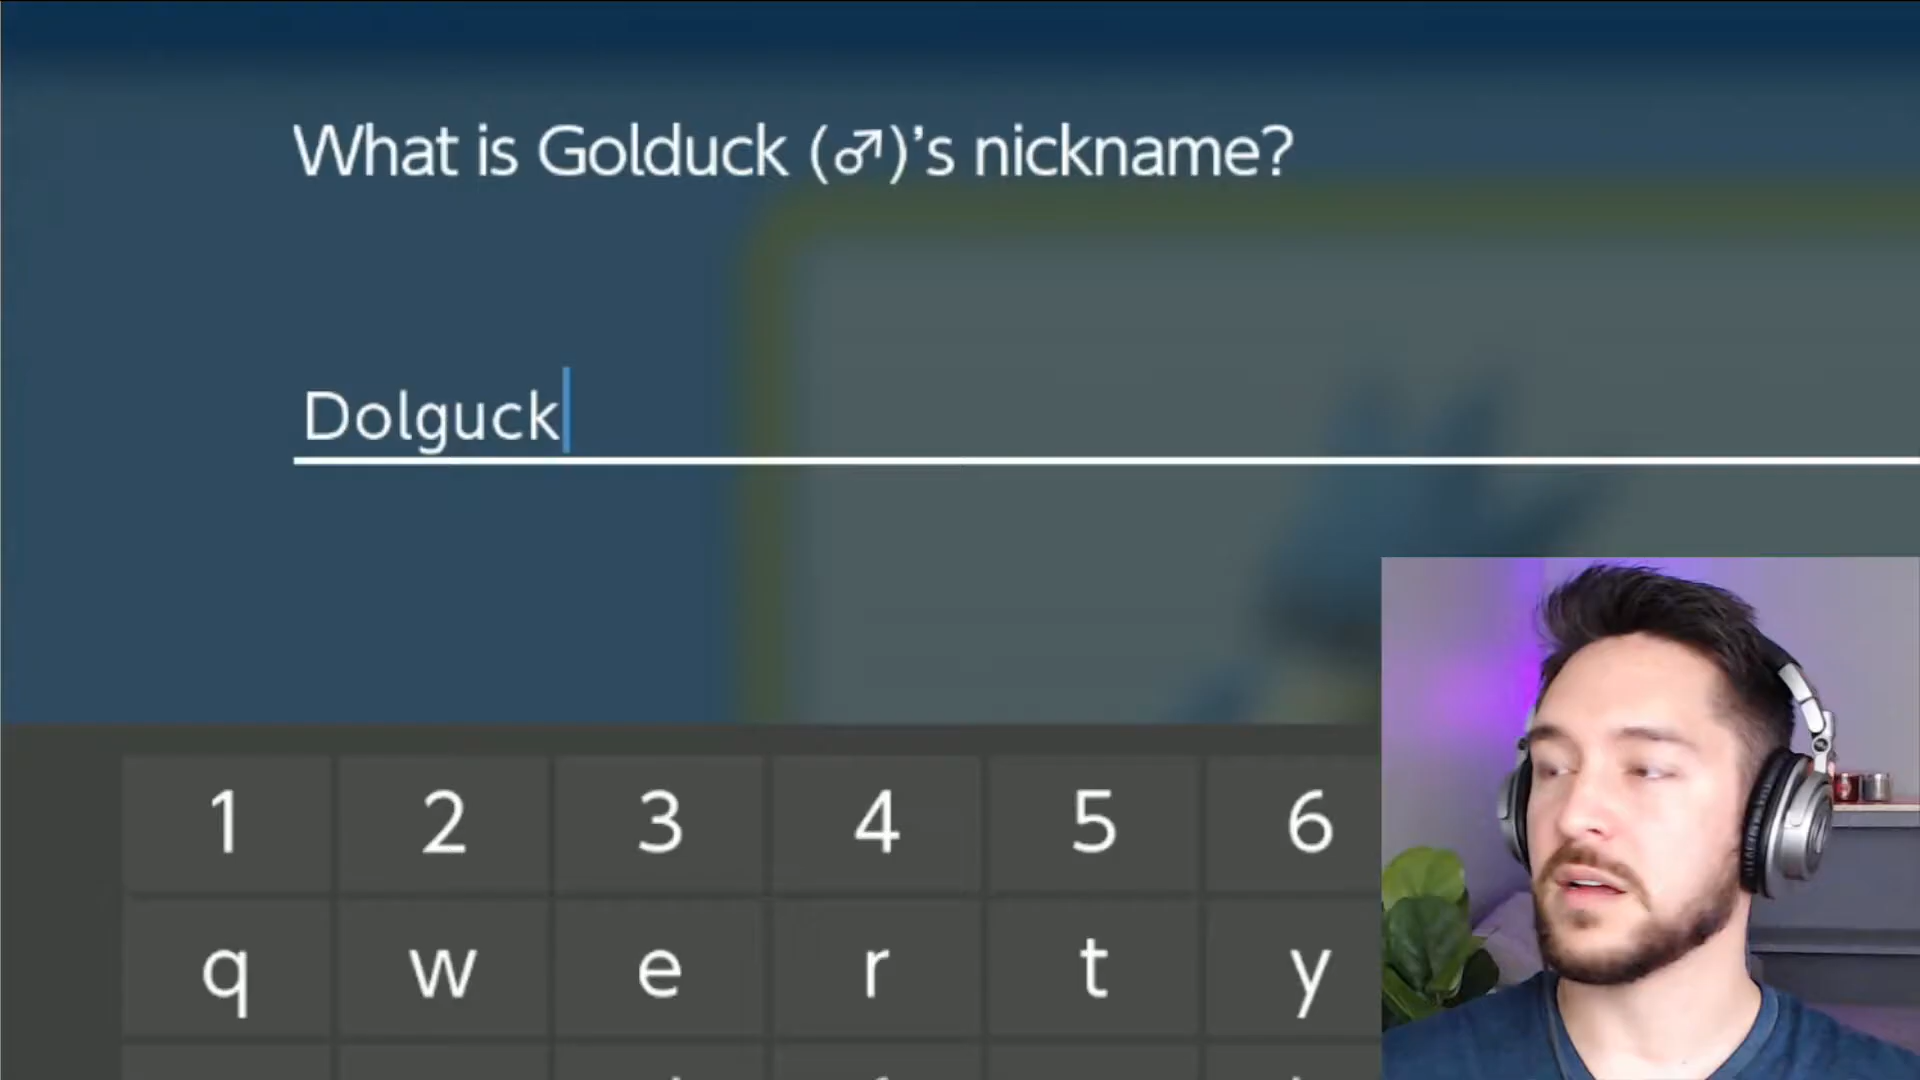 What is Golduck (♂)’s nickname?
Dolguck
1 2 3 4 5 6
q w e r t y